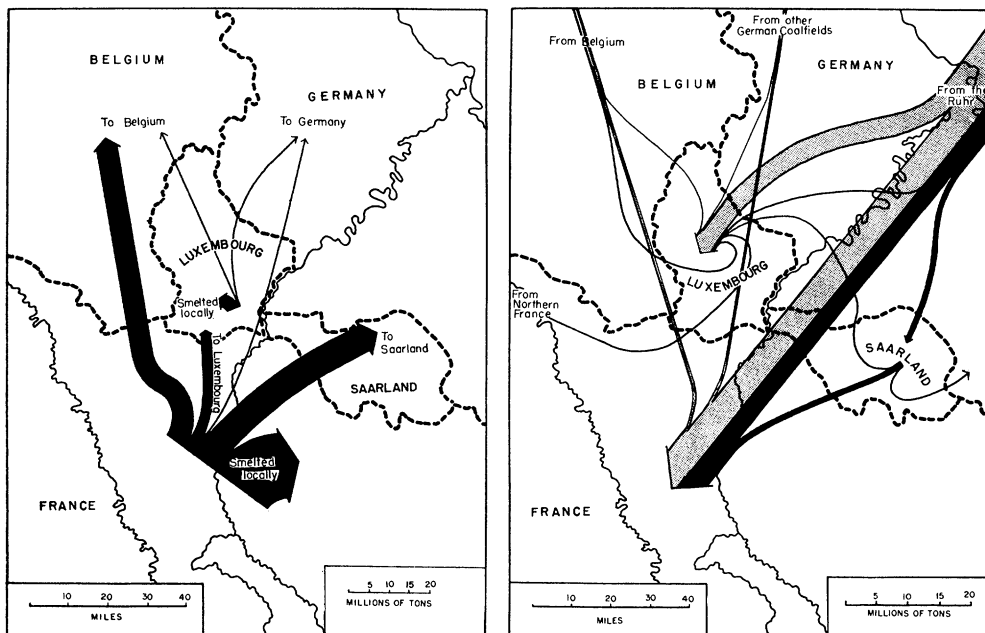 BELGIUM
GERMANY
To Belgium
To Germany
LUXEMBOURG
Smelted
locally
To Luxembourg
To
Saarland
SAARLAND
Smelted
locally
FRANCE
10 20 30 40
MILES
5 10 15 20
MILLIONS OF TONS
From Belgium
From other
German Coalfields
BELGIUM
GERMANY
From the
Rühr
LUXEMBOURG
From
Northern
France
SAARLAND
FRANCE
10 20 30 40
MILES
5 10 15 20
MILLIONS OF TONS